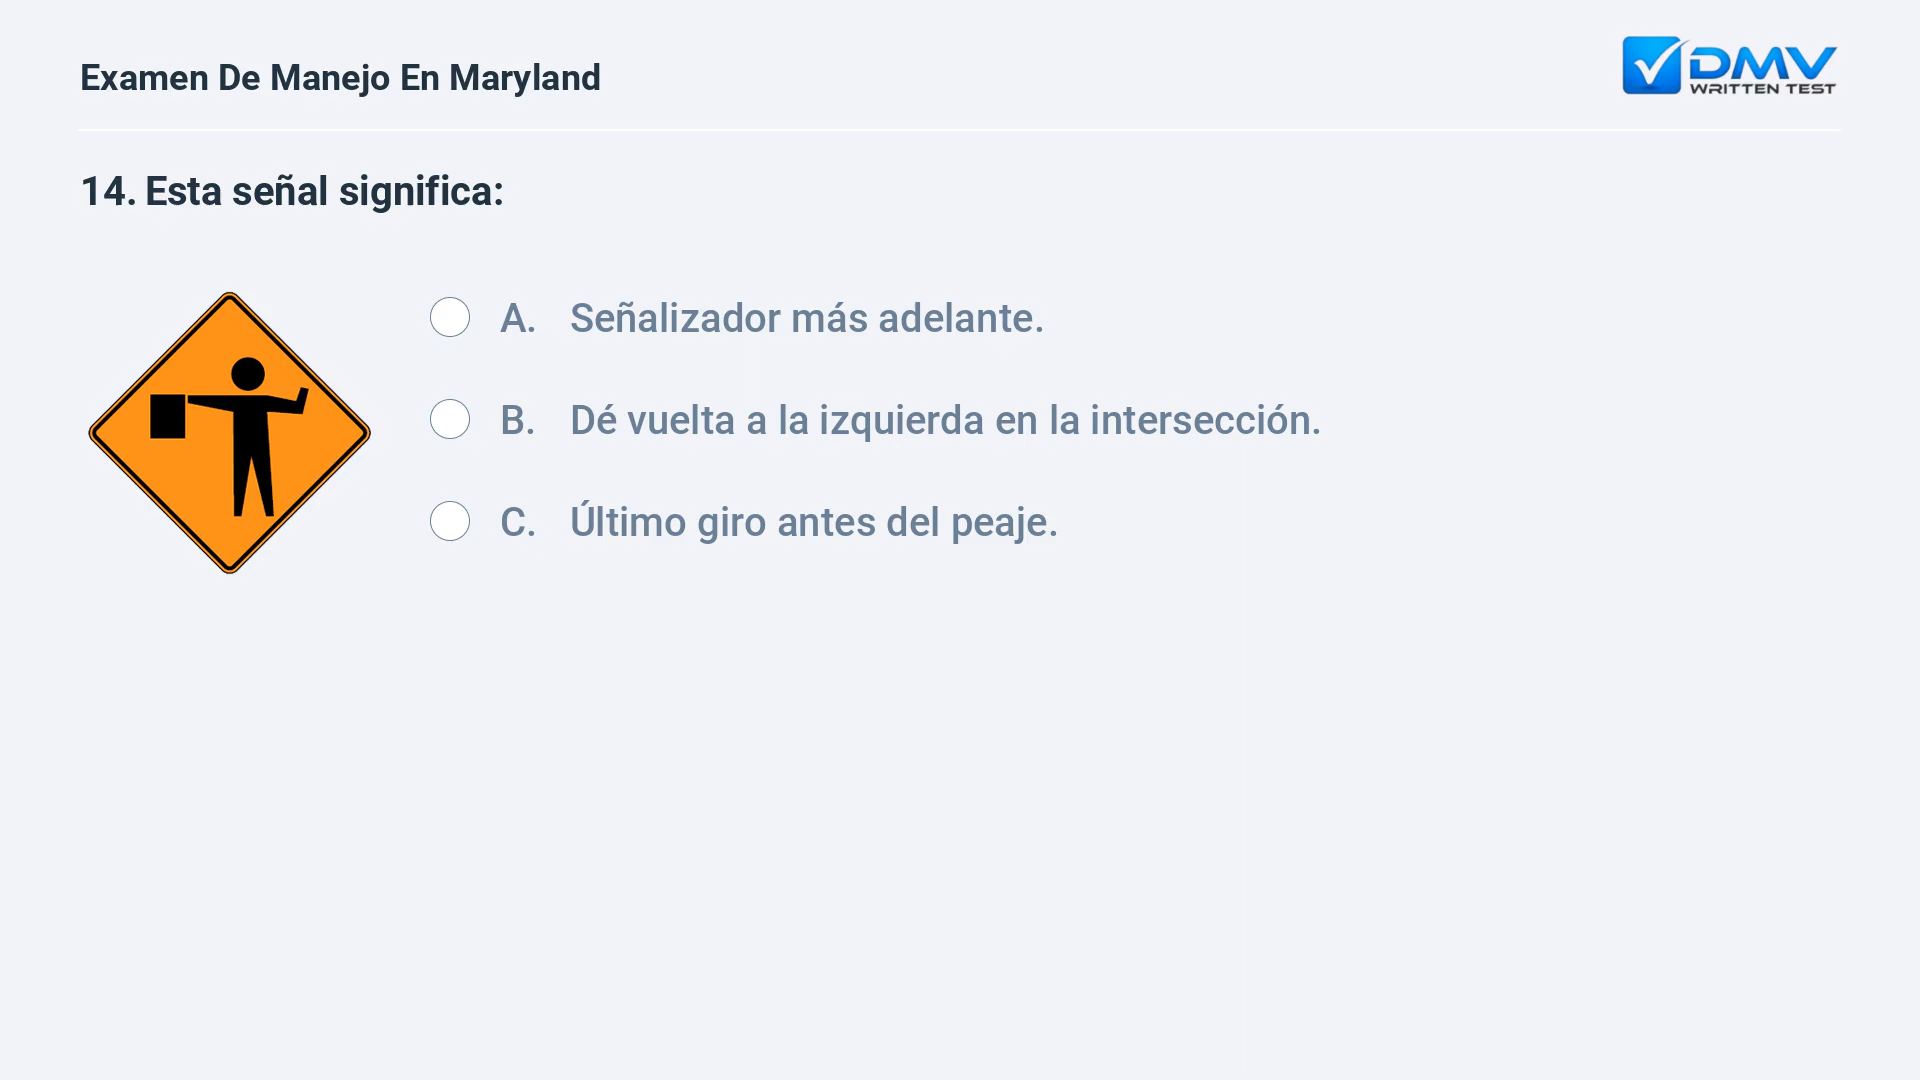 Examen De Manejo En Maryland
DMV
WRITTEN TEST
14. Esta señal significa:
A. Señalizador más adelante.
B. Dé vuelta a la izquierda en la intersección.
C. Último giro antes del peaje.